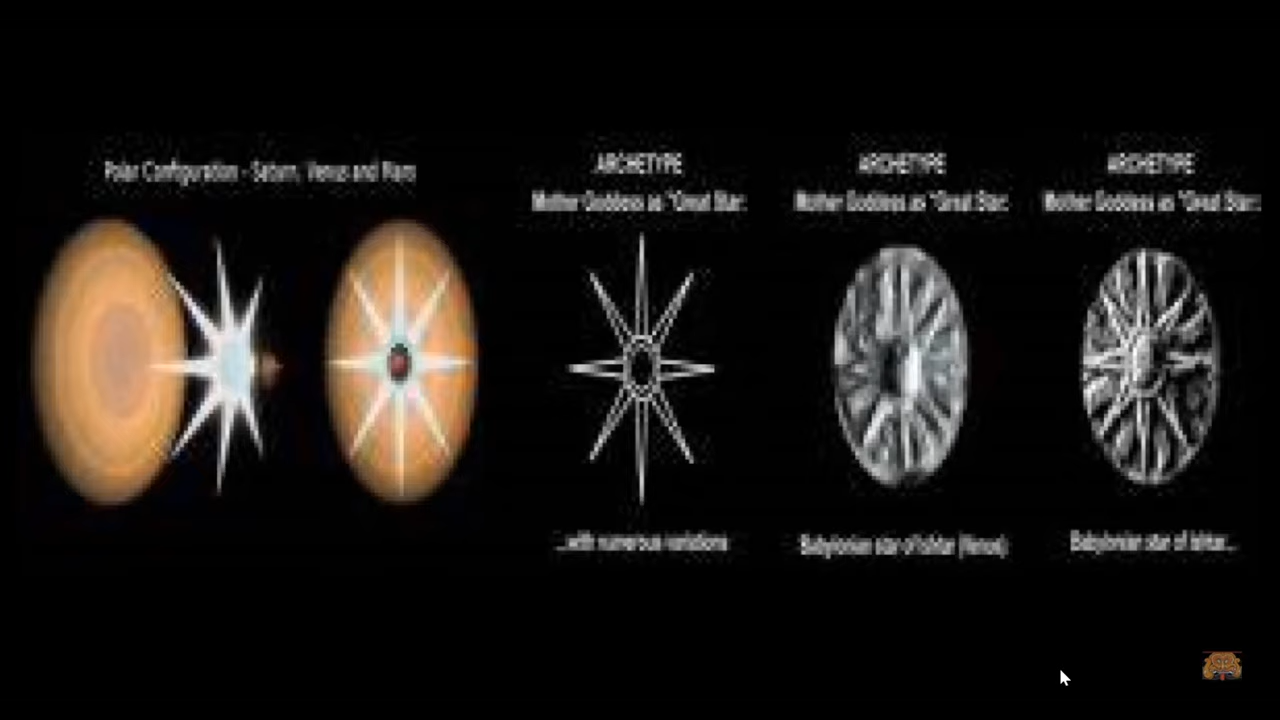 Polar Configuration - Saturn, Venus and Mars
ARCHETYPE
Mother Goddess as "Great Star:
...with numerous variations
ARCHETYPE
Mother Goddess as "Great Star:
Babylonian star of Ishtar (Venus)
ARCHETYPE
Mother Goddess as "Great Star:
Babylonian star of Ishtar...